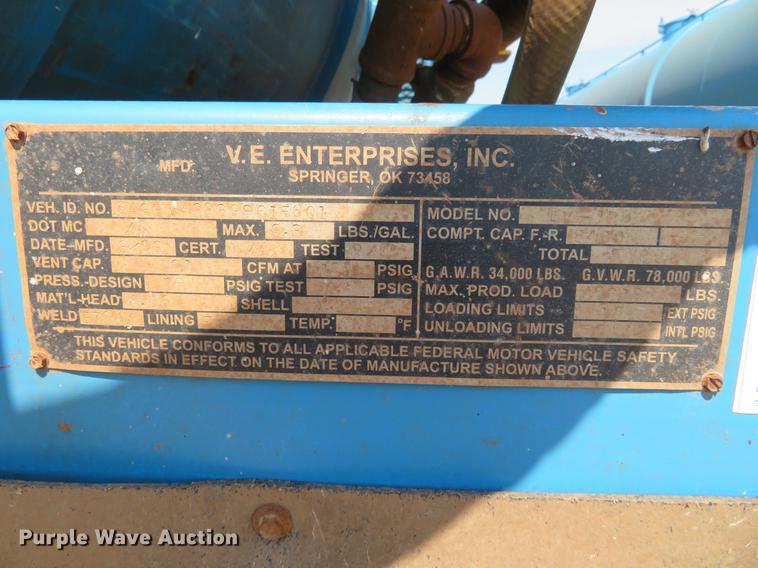 V.E. ENTERPRISES, INC.
MFD. SPRINGER, OK 73458
VEH. ID. NO.
DOT MC MAX. LBS./GAL.
DATE-MFD. CERT. TEST
VENT CAP. CFM AT PSIG
PRESS.-DESIGN PSIG TEST PSIG
MAT'L-HEAD SHELL
WELD LINING TEMP. °F
MODEL NO.
COMPT. CAP. F.-R.
TOTAL
G.A.W.R. 34,000 LBS. G.V.W.R. 78,000 LBS
MAX. PROD. LOAD LBS.
LOADING LIMITS EXT PSIG
UNLOADING LIMITS INTL PSIG
THIS VEHICLE CONFORMS TO ALL APPLICABLE FEDERAL MOTOR VEHICLE SAFETY
STANDARDS IN EFFECT ON THE DATE OF MANUFACTURE SHOWN ABOVE.
Purple Wave Auction